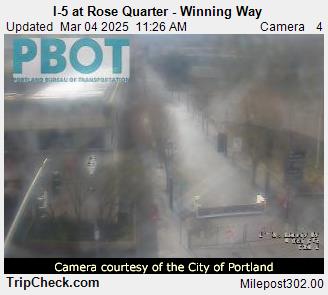 I-5 at Rose Quarter - Winning Way
Updated Mar 04 2025 11:26 AM Camera 4
PBOT
PORTLAND BUREAU OF TRANSPORTATION
Camera courtesy of the City of Portland
TripCheck.com Milepost302.00